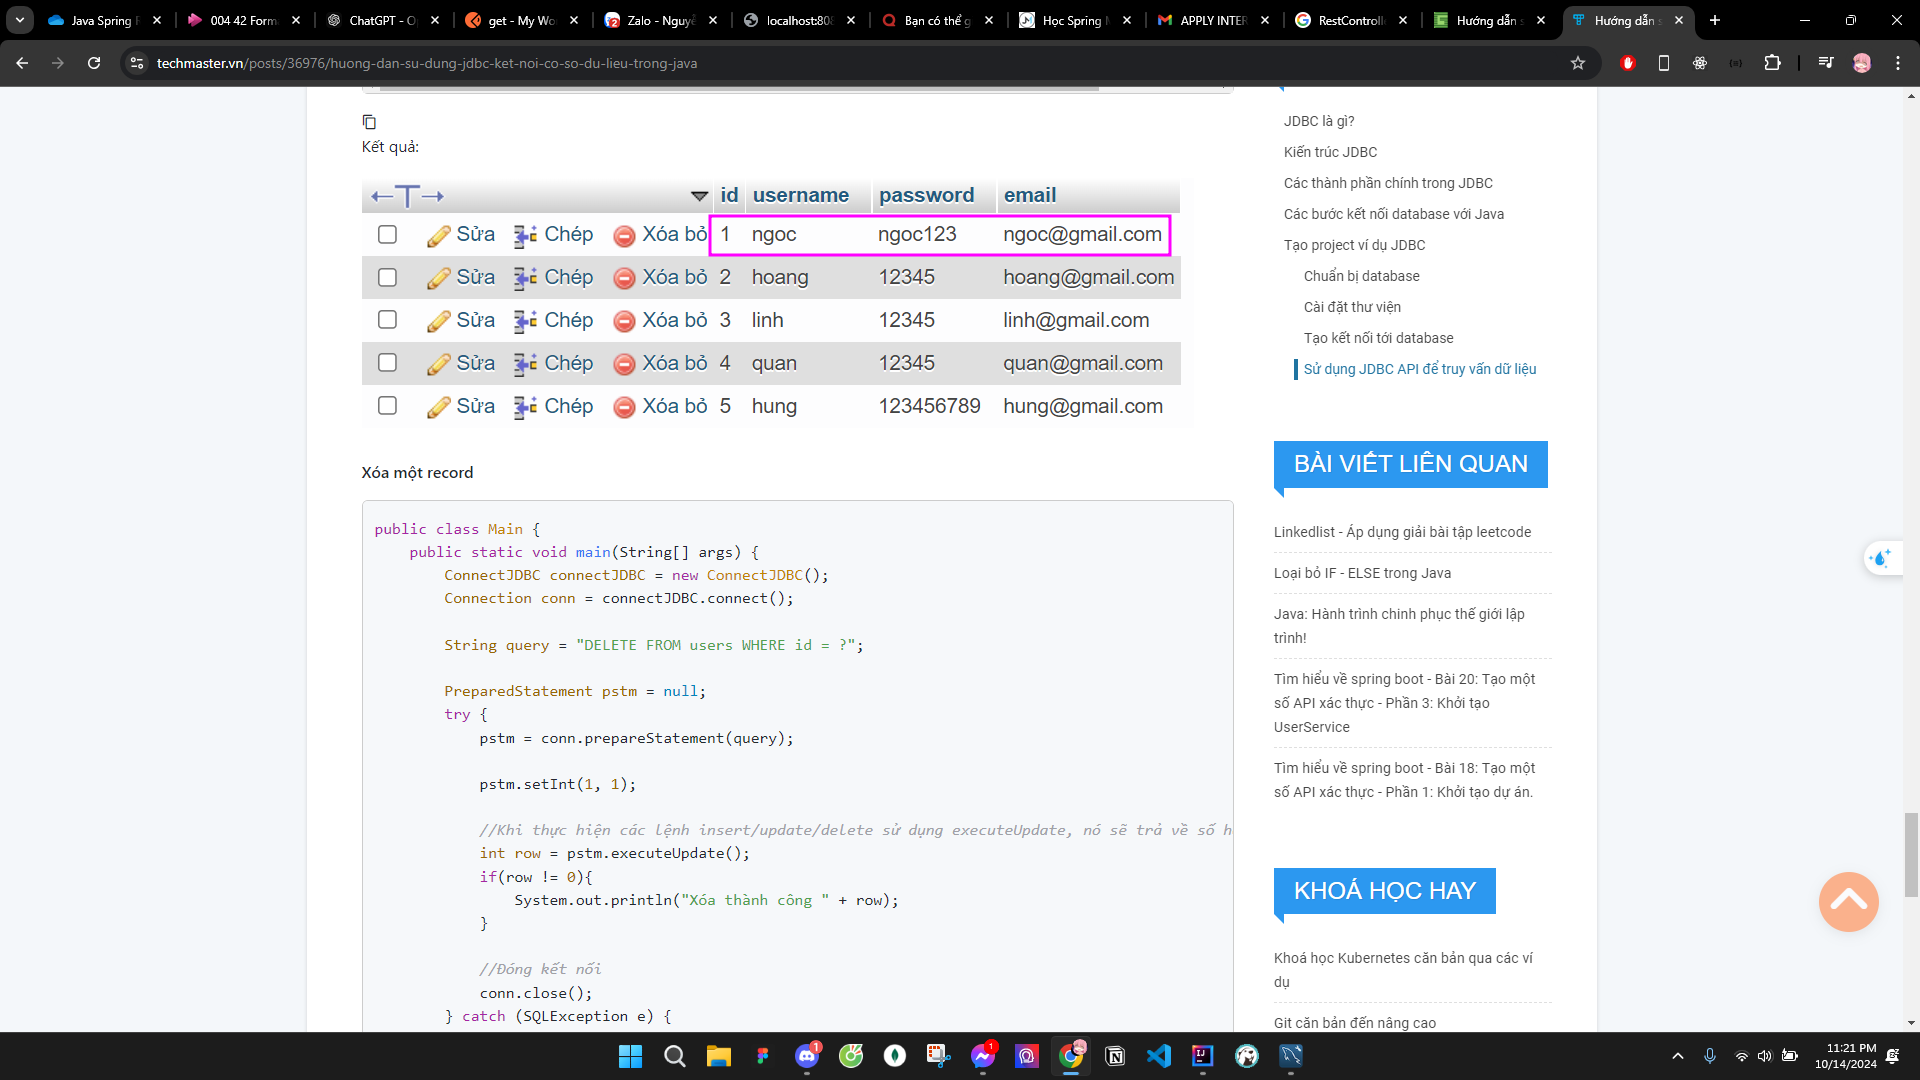 Java Spring F
004 42 Forma
ChatGPT - O
get - My Wo
Zalo - Nguyễ
localhost:808
Bạn có thể g
Học Spring M
APPLY INTER
RestControlle
Hướng dẫn s
Hướng dẫn s
techmaster.vn/posts/36976/huong-dan-su-dung-jdbc-ket-noi-co-so-du-lieu-trong-java
Kết quả:
id username password email
Sửa Chép Xóa bỏ 1 ngoc ngoc123 ngoc@gmail.com
Sửa Chép Xóa bỏ 2 hoang 12345 hoang@gmail.com
Sửa Chép Xóa bỏ 3 linh 12345 linh@gmail.com
Sửa Chép Xóa bỏ 4 quan 12345 quan@gmail.com
Sửa Chép Xóa bỏ 5 hung 123456789 hung@gmail.com
Xóa một record
public class Main {
public static void main(String[] args) {
ConnectJDBC connectJDBC = new ConnectJDBC();
Connection conn = connectJDBC.connect();
String query = "DELETE FROM users WHERE id = ?";
PreparedStatement pstm = null;
try {
pstm = conn.prepareStatement(query);
pstm.setInt(1, 1);
//Khi thực hiện các lệnh insert/update/delete sử dụng executeUpdate, nó sẽ trả về số h
int row = pstm.executeUpdate();
if(row != 0){
System.out.println("Xóa thành công " + row);
}
//Đóng kết nối
conn.close();
} catch (SQLException e) {
JDBC là gì?
Kiến trúc JDBC
Các thành phần chính trong JDBC
Các bước kết nối database với Java
Tạo project ví dụ JDBC
Chuẩn bị database
Cài đặt thư viện
Tạo kết nối tới database
Sử dụng JDBC API để truy vấn dữ liệu
BÀI VIẾT LIÊN QUAN
Linkedlist - Áp dụng giải bài tập leetcode
Loại bỏ IF - ELSE trong Java
Java: Hành trình chinh phục thế giới lập
trình!
Tìm hiểu về spring boot - Bài 20: Tạo một
số API xác thực - Phần 3: Khởi tạo
UserService
Tìm hiểu về spring boot - Bài 18: Tạo một
số API xác thực - Phần 1: Khởi tạo dự án.
KHOÁ HỌC HAY
Khoá học Kubernetes căn bản qua các ví
dụ
Git căn bản đến nâng cao
1
1
11:21 PM
10/14/2024